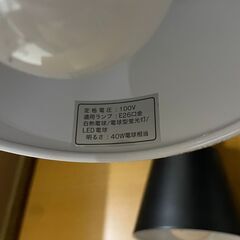 定格電圧：100V
適用ランプ：E26口金
白熱電球/電球型蛍光灯/
LED電球
明るさ：40W電球相当